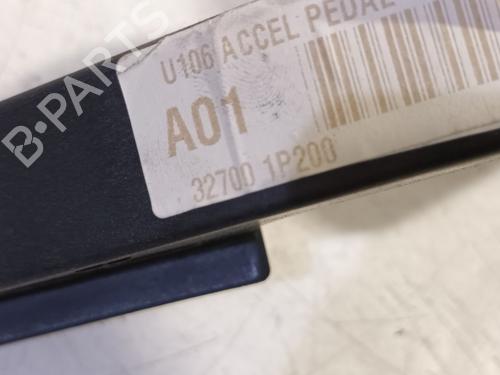 U106 ACCEL PEDAL
A01
32700 1P200
B-PARTS